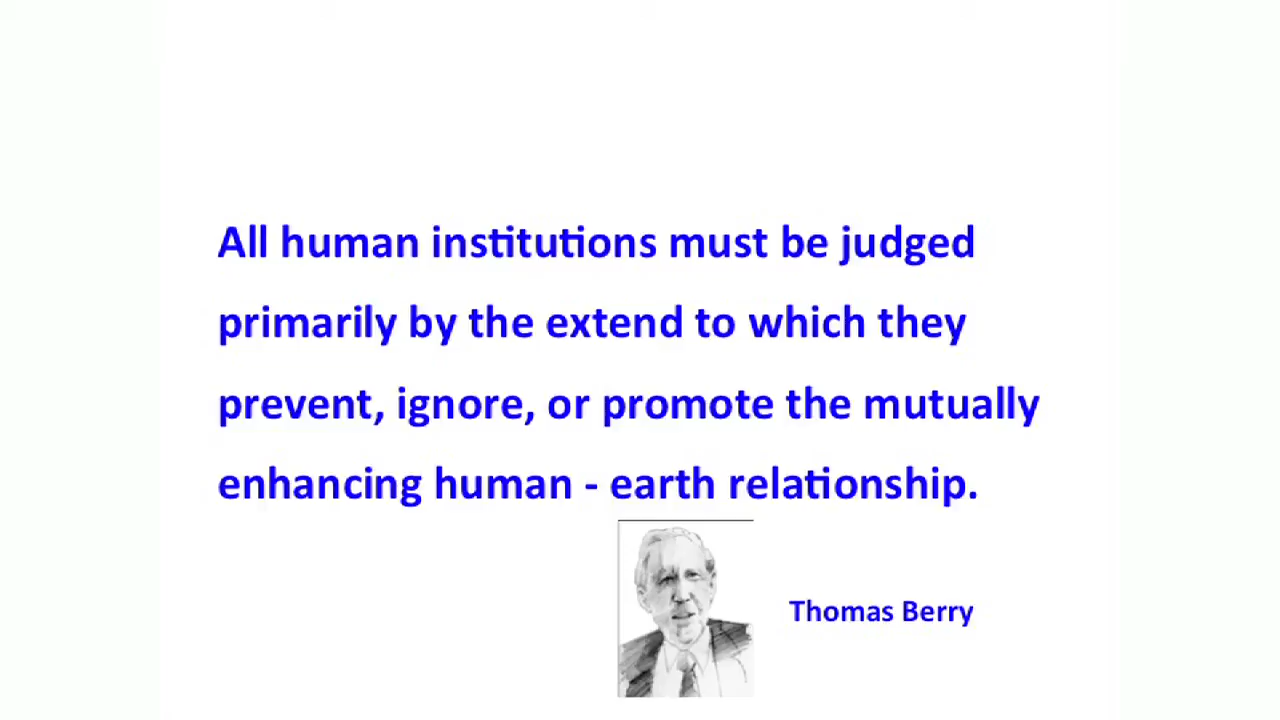 All human institutions must be judged
primarily by the extend to which they
prevent, ignore, or promote the mutually
enhancing human - earth relationship.
Thomas Berry